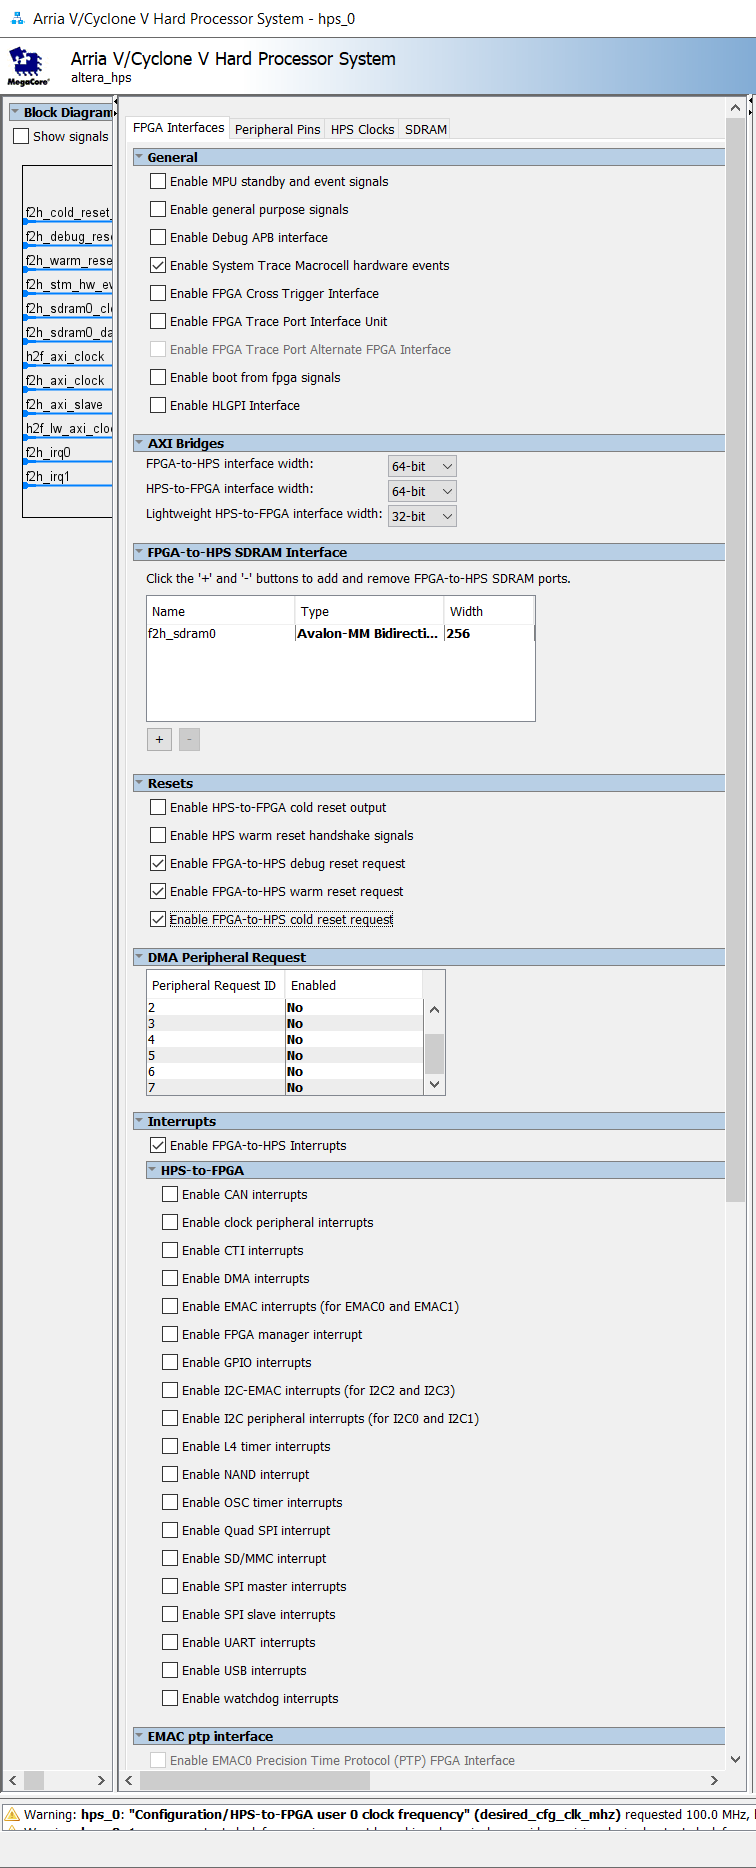 Arria V/Cyclone V Hard Processor System - hps_0
Arria V/Cyclone V Hard Processor System
altera_hps
MegaCore®
Block Diagram
Show signals
f2h_cold_reset_
f2h_debug_rese
f2h_warm_rese
f2h_stm_hw_ev
f2h_sdram0_clo
f2h_sdram0_da
h2f_axi_clock
f2h_axi_clock
f2h_axi_slave
h2f_lw_axi_cloc
f2h_irq0
f2h_irq1
FPGA Interfaces Peripheral Pins HPS Clocks SDRAM
General
Enable MPU standby and event signals
Enable general purpose signals
Enable Debug APB interface
Enable System Trace Macrocell hardware events
Enable FPGA Cross Trigger Interface
Enable FPGA Trace Port Interface Unit
Enable FPGA Trace Port Alternate FPGA Interface
Enable boot from fpga signals
Enable HLGPI Interface
AXI Bridges
FPGA-to-HPS interface width: 64-bit
HPS-to-FPGA interface width: 64-bit
Lightweight HPS-to-FPGA interface width: 32-bit
FPGA-to-HPS SDRAM Interface
Click the '+' and '-' buttons to add and remove FPGA-to-HPS SDRAM ports.
Name Type Width
f2h_sdram0 Avalon-MM Bidirecti... 256
+ -
Resets
Enable HPS-to-FPGA cold reset output
Enable HPS warm reset handshake signals
Enable FPGA-to-HPS debug reset request
Enable FPGA-to-HPS warm reset request
Enable FPGA-to-HPS cold reset request
DMA Peripheral Request
Peripheral Request ID Enabled
2 No
3 No
4 No
5 No
6 No
7 No
Interrupts
Enable FPGA-to-HPS Interrupts
HPS-to-FPGA
Enable CAN interrupts
Enable clock peripheral interrupts
Enable CTI interrupts
Enable DMA interrupts
Enable EMAC interrupts (for EMAC0 and EMAC1)
Enable FPGA manager interrupt
Enable GPIO interrupts
Enable I2C-EMAC interrupts (for I2C2 and I2C3)
Enable I2C peripheral interrupts (for I2C0 and I2C1)
Enable L4 timer interrupts
Enable NAND interrupt
Enable OSC timer interrupts
Enable Quad SPI interrupt
Enable SD/MMC interrupt
Enable SPI master interrupts
Enable SPI slave interrupts
Enable UART interrupts
Enable USB interrupts
Enable watchdog interrupts
EMAC ptp interface
Enable EMAC0 Precision Time Protocol (PTP) FPGA Interface
Warning: hps_0: "Configuration/HPS-to-FPGA user 0 clock frequency" (desired_cfg_clk_mhz) requested 100.0 MHz,